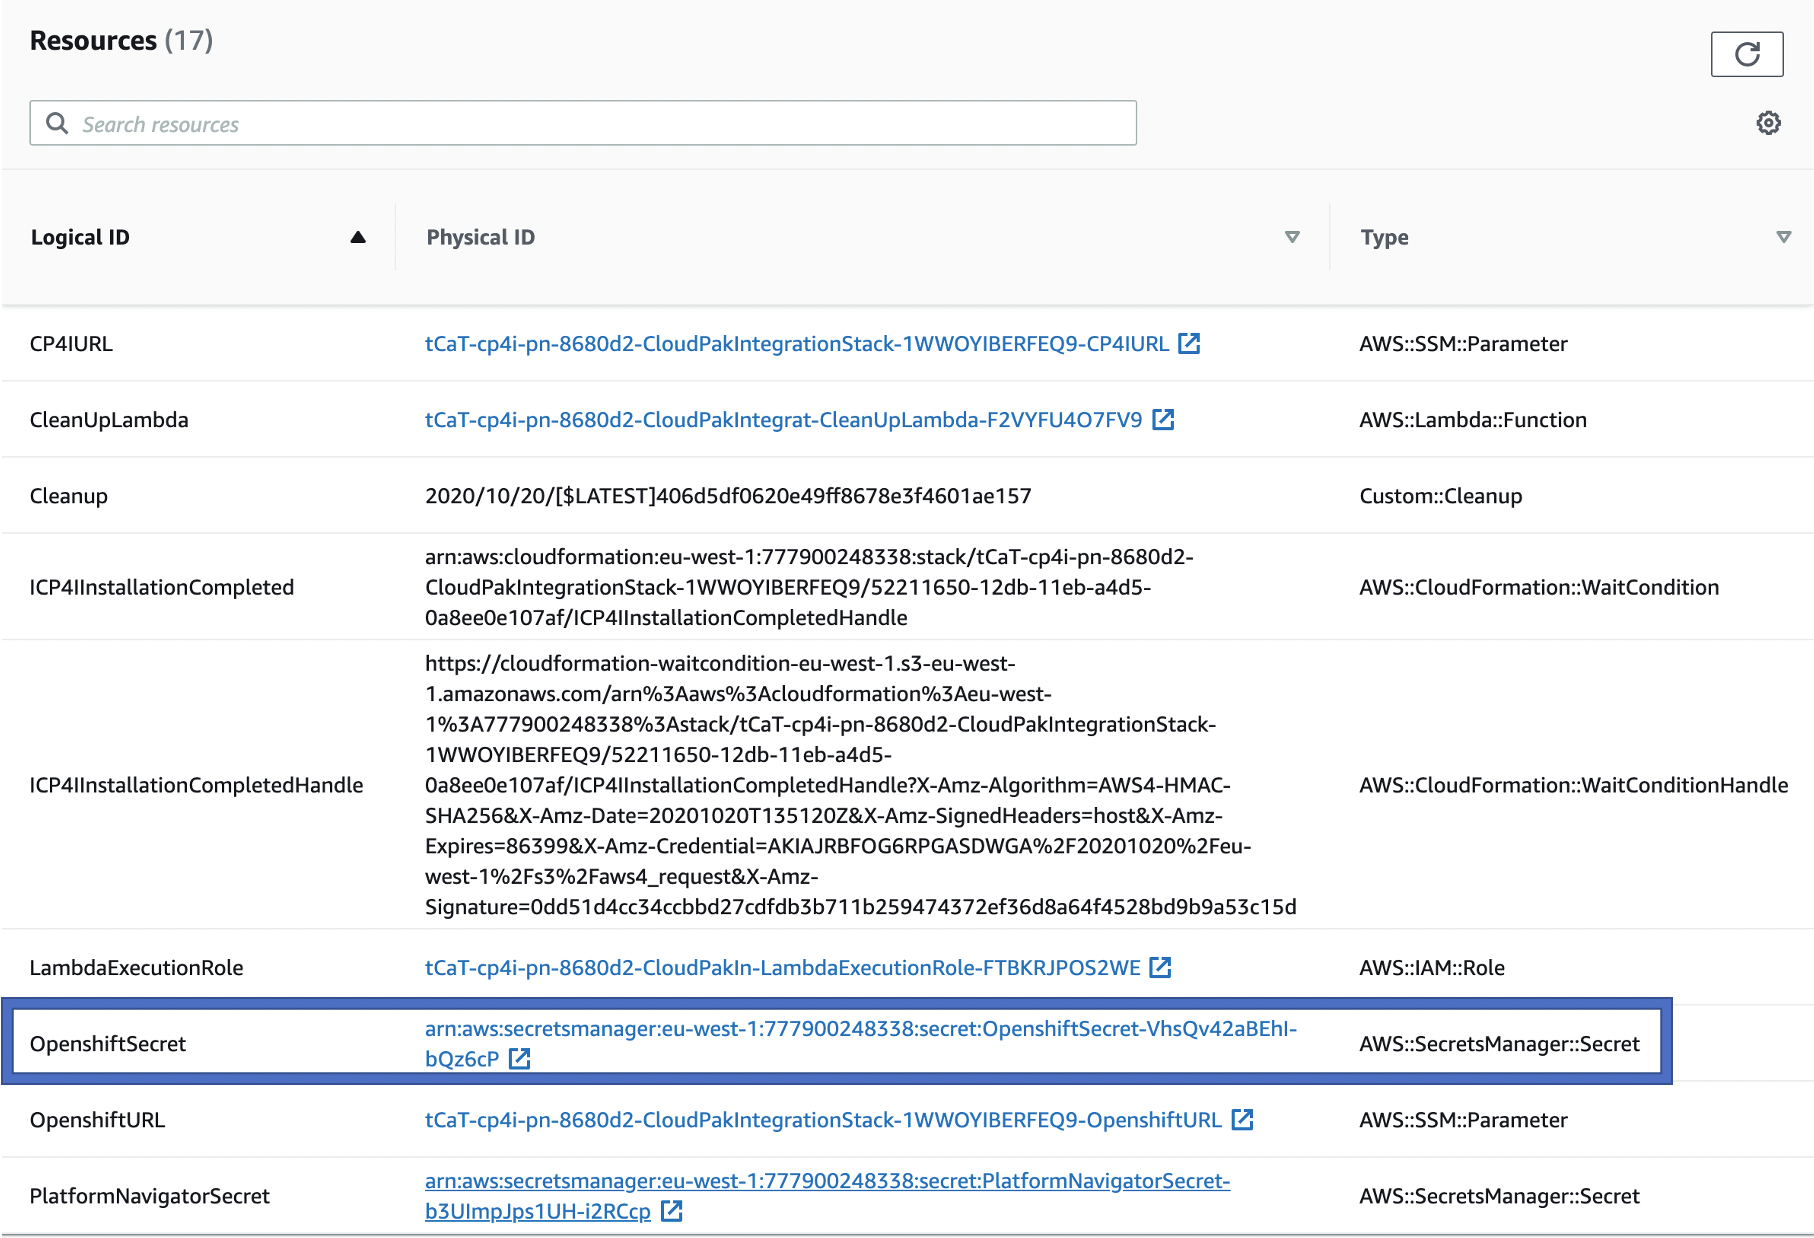 Resources (17)
Search resources
Logical ID
Physical ID
Type
CP4IURL
tCaT-cp4i-pn-8680d2-CloudPakIntegrationStack-1WWOYIBERFEQ9-CP4IURL
AWS::SSM::Parameter
CleanUpLambda
tCaT-cp4i-pn-8680d2-CloudPakIntegrat-CleanUpLambda-F2VYFU4O7FV9
AWS::Lambda::Function
Cleanup
2020/10/20/[$LATEST]406d5df0620e49ff8678e3f4601ae157
Custom::Cleanup
ICP4IInstallationCompleted
arn:aws:cloudformation:eu-west-1:777900248338:stack/tCaT-cp4i-pn-8680d2-
CloudPakIntegrationStack-1WWOYIBERFEQ9/52211650-12db-11eb-a4d5-
0a8ee0e107af/ICP4IInstallationCompletedHandle
AWS::CloudFormation::WaitCondition
ICP4IInstallationCompletedHandle
https://cloudformation-waitcondition-eu-west-1.s3-eu-west-
1.amazonaws.com/arn%3Aaws%3Acloudformation%3Aeu-west-
1%3A777900248338%3Astack/tCaT-cp4i-pn-8680d2-CloudPakIntegrationStack-
1WWOYIBERFEQ9/52211650-12db-11eb-a4d5-
0a8ee0e107af/ICP4IInstallationCompletedHandle?X-Amz-Algorithm=AWS4-HMAC-
SHA256&X-Amz-Date=20201020T135120Z&X-Amz-SignedHeaders=host&X-Amz-
Expires=86399&X-Amz-Credential=AKIAJRBFOG6RPGASDWGA%2F20201020%2Feu-
west-1%2Fs3%2Faws4_request&X-Amz-
Signature=0dd51d4cc34ccbbd27cdfdb3b711b259474372ef36d8a64f4528bd9b9a53c15d
AWS::CloudFormation::WaitConditionHandle
LambdaExecutionRole
tCaT-cp4i-pn-8680d2-CloudPakIn-LambdaExecutionRole-FTBKRJPOS2WE
AWS::IAM::Role
OpenshiftSecret
arn:aws:secretsmanager:eu-west-1:777900248338:secret:OpenshiftSecret-VhsQv42aBEhI-
bQz6cP
AWS::SecretsManager::Secret
OpenshiftURL
tCaT-cp4i-pn-8680d2-CloudPakIntegrationStack-1WWOYIBERFEQ9-OpenshiftURL
AWS::SSM::Parameter
PlatformNavigatorSecret
arn:aws:secretsmanager:eu-west-1:777900248338:secret:PlatformNavigatorSecret-
b3UImpJps1UH-i2RCcp
AWS::SecretsManager::Secret